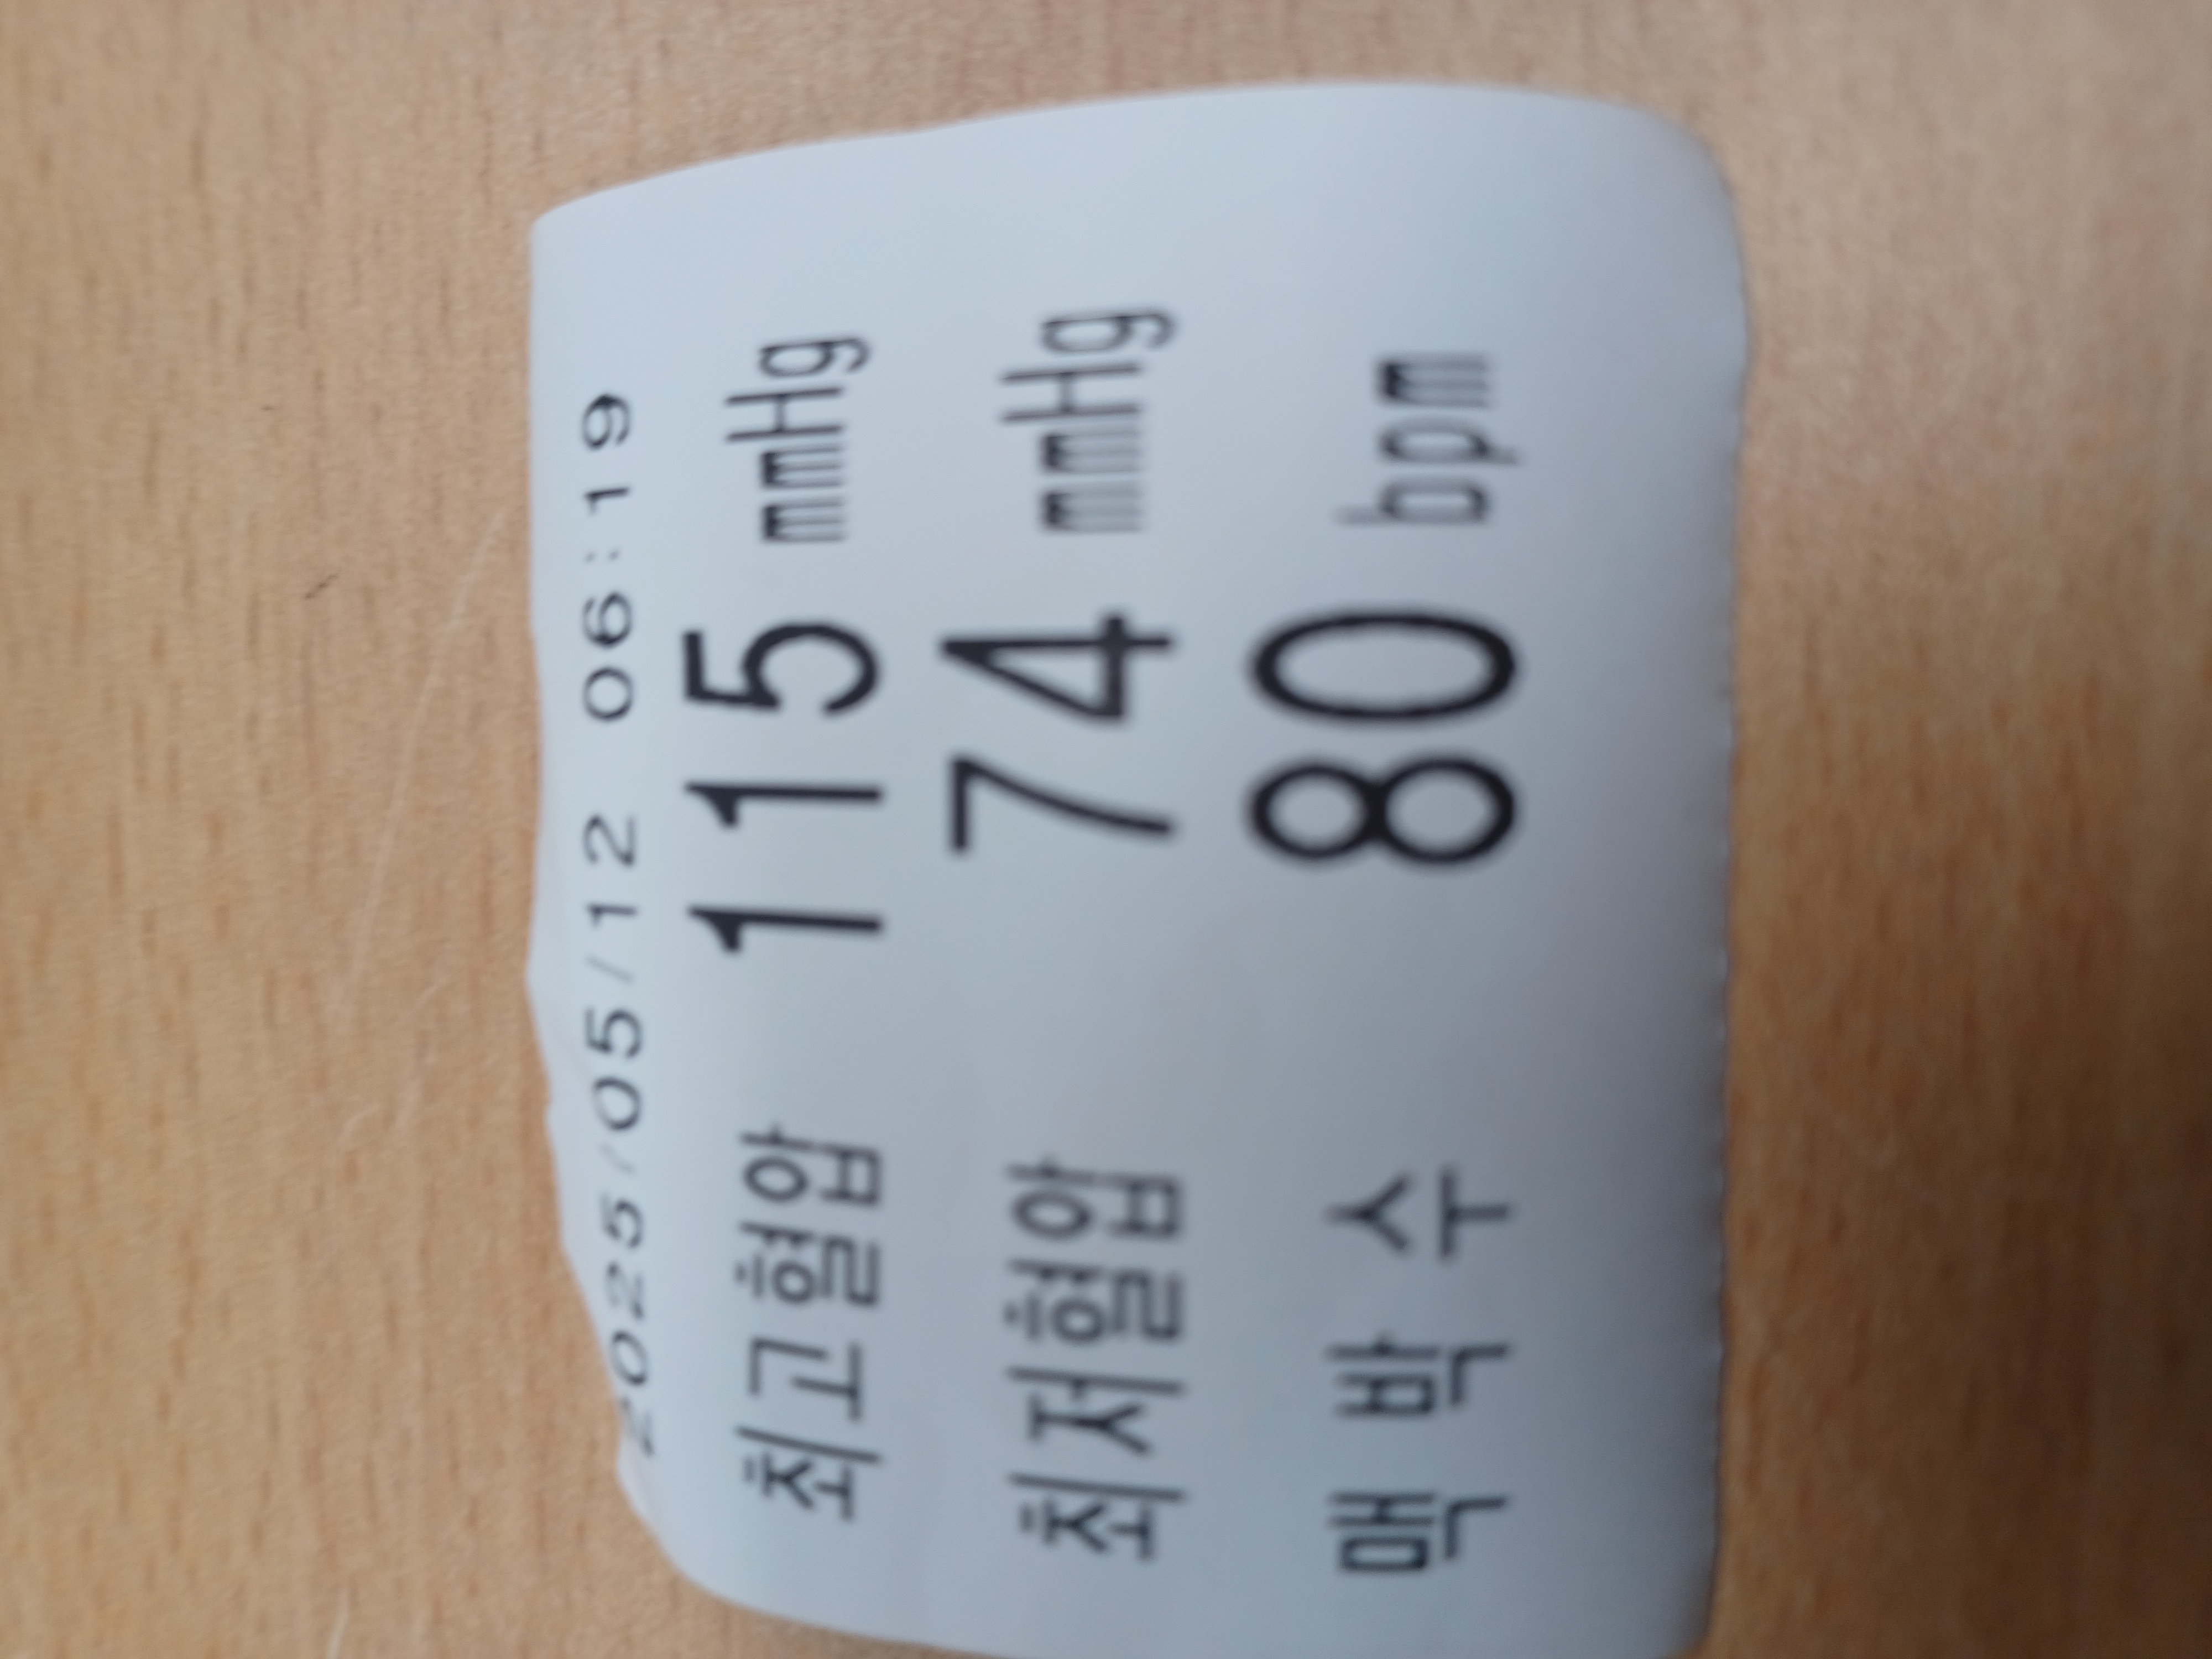 2025/05/12 06:19
최고혈압 115 mmHg
최저혈압 74 mmHg
맥 박 수 80 bpm